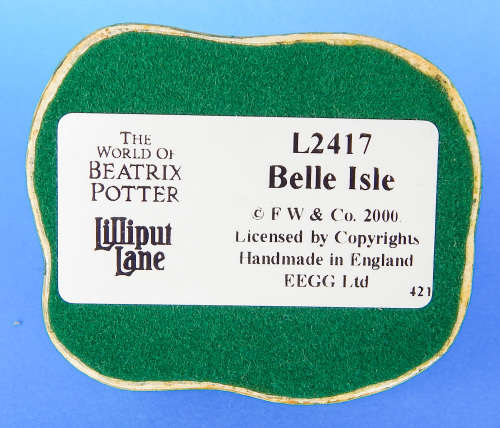 THE
WORLD OF
BEATRIX
POTTER
Lilliput
Lane
L2417
Belle Isle
© F W & Co. 2000.
Licensed by Copyrights
Handmade in England
EEGG Ltd
421